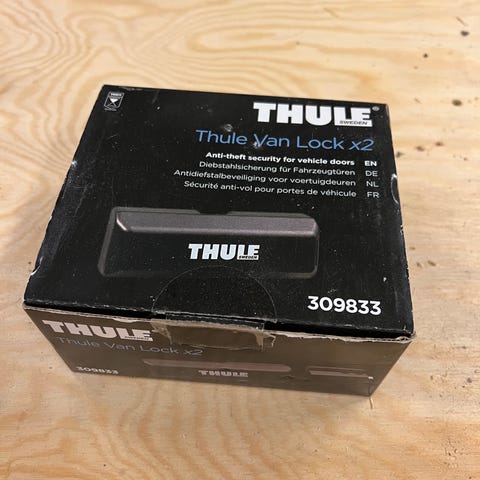 THULE
SWEDEN
Thule Van Lock x2
Anti-theft security for vehicle doors EN
Diebstahlsicherung für Fahrzeugtüren DE
Antidiefstalbeveiliging voor voertuigdeuren NL
Sécurité anti-vol pour portes de véhicule FR
THULE
SWEDEN
309833
THULE
Thule Van Lock x2
309833
THULE